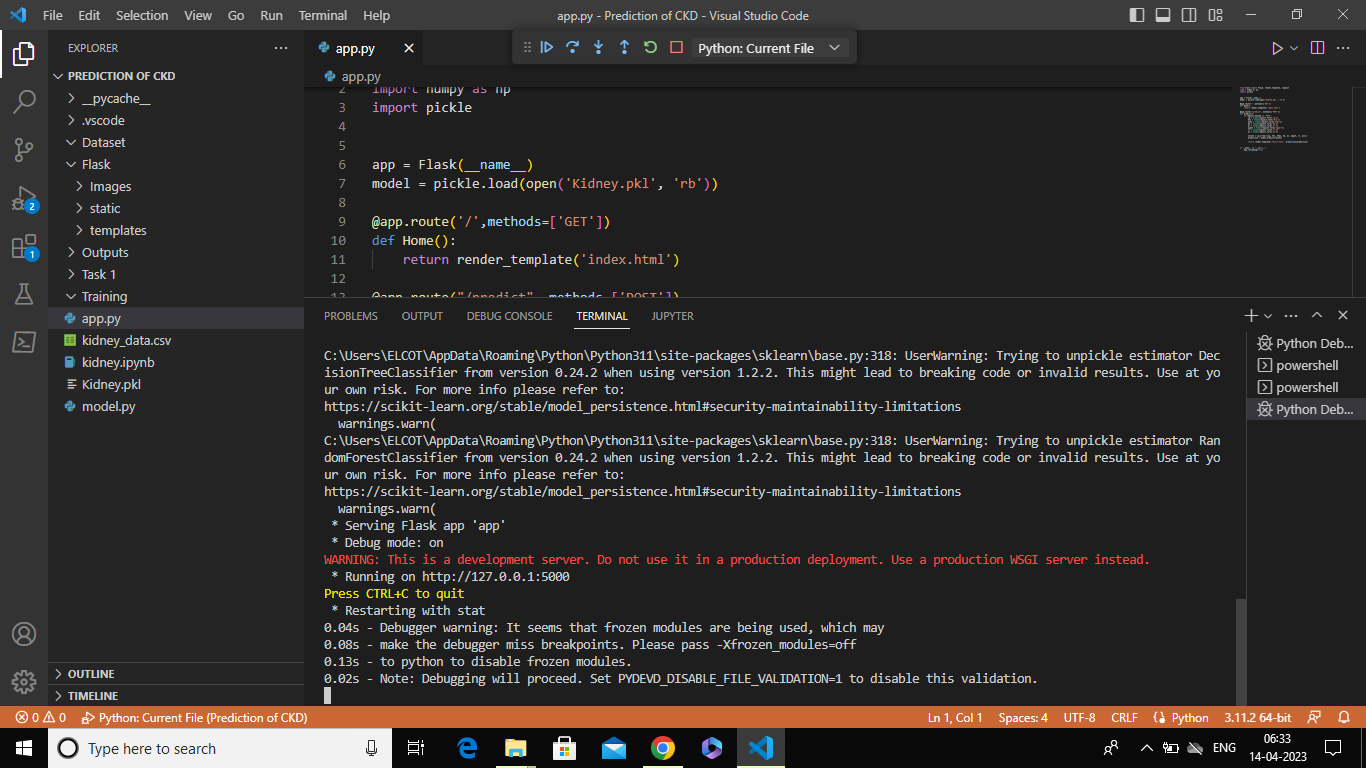 File Edit Selection View Go Run Terminal Help
app.py - Prediction of CKD - Visual Studio Code
EXPLORER
PREDICTION OF CKD
__pycache__
.vscode
Dataset
Flask
Images
static
templates
Outputs
Task 1
Training
app.py
kidney_data.csv
kidney.ipynb
Kidney.pkl
model.py
OUTLINE
TIMELINE
2
1
app.py
Python: Current File
app.py
2 import numpy as np
3 import pickle
4
5
6 app = Flask(__name__)
7 model = pickle.load(open('Kidney.pkl', 'rb'))
8
9 @app.route('/',methods=['GET'])
10 def Home():
11 return render_template('index.html')
12
13 @app.route("/predict", methods=['POST'])
PROBLEMS OUTPUT DEBUG CONSOLE TERMINAL JUPYTER
C:\Users\ELCOT\AppData\Roaming\Python\Python311\site-packages\sklearn\base.py:318: UserWarning: Trying to unpickle estimator Dec
isionTreeClassifier from version 0.24.2 when using version 1.2.2. This might lead to breaking code or invalid results. Use at yo
ur own risk. For more info please refer to:
https://scikit-learn.org/stable/model_persistence.html#security-maintainability-limitations
warnings.warn(
C:\Users\ELCOT\AppData\Roaming\Python\Python311\site-packages\sklearn\base.py:318: UserWarning: Trying to unpickle estimator Ran
domForestClassifier from version 0.24.2 when using version 1.2.2. This might lead to breaking code or invalid results. Use at yo
ur own risk. For more info please refer to:
https://scikit-learn.org/stable/model_persistence.html#security-maintainability-limitations
warnings.warn(
* Serving Flask app 'app'
* Debug mode: on
WARNING: This is a development server. Do not use it in a production deployment. Use a production WSGI server instead.
* Running on http://127.0.0.1:5000
Press CTRL+C to quit
* Restarting with stat
0.04s - Debugger warning: It seems that frozen modules are being used, which may
0.08s - make the debugger miss breakpoints. Please pass -Xfrozen_modules=off
0.13s - to python to disable frozen modules.
0.02s - Note: Debugging will proceed. Set PYDEVD_DISABLE_FILE_VALIDATION=1 to disable this validation.
Python Deb...
powershell
powershell
Python Deb...
0 0 Python: Current File (Prediction of CKD)
Ln 1, Col 1 Spaces: 4 UTF-8 CRLF Python 3.11.2 64-bit
Type here to search
ENG
06:33
14-04-2023